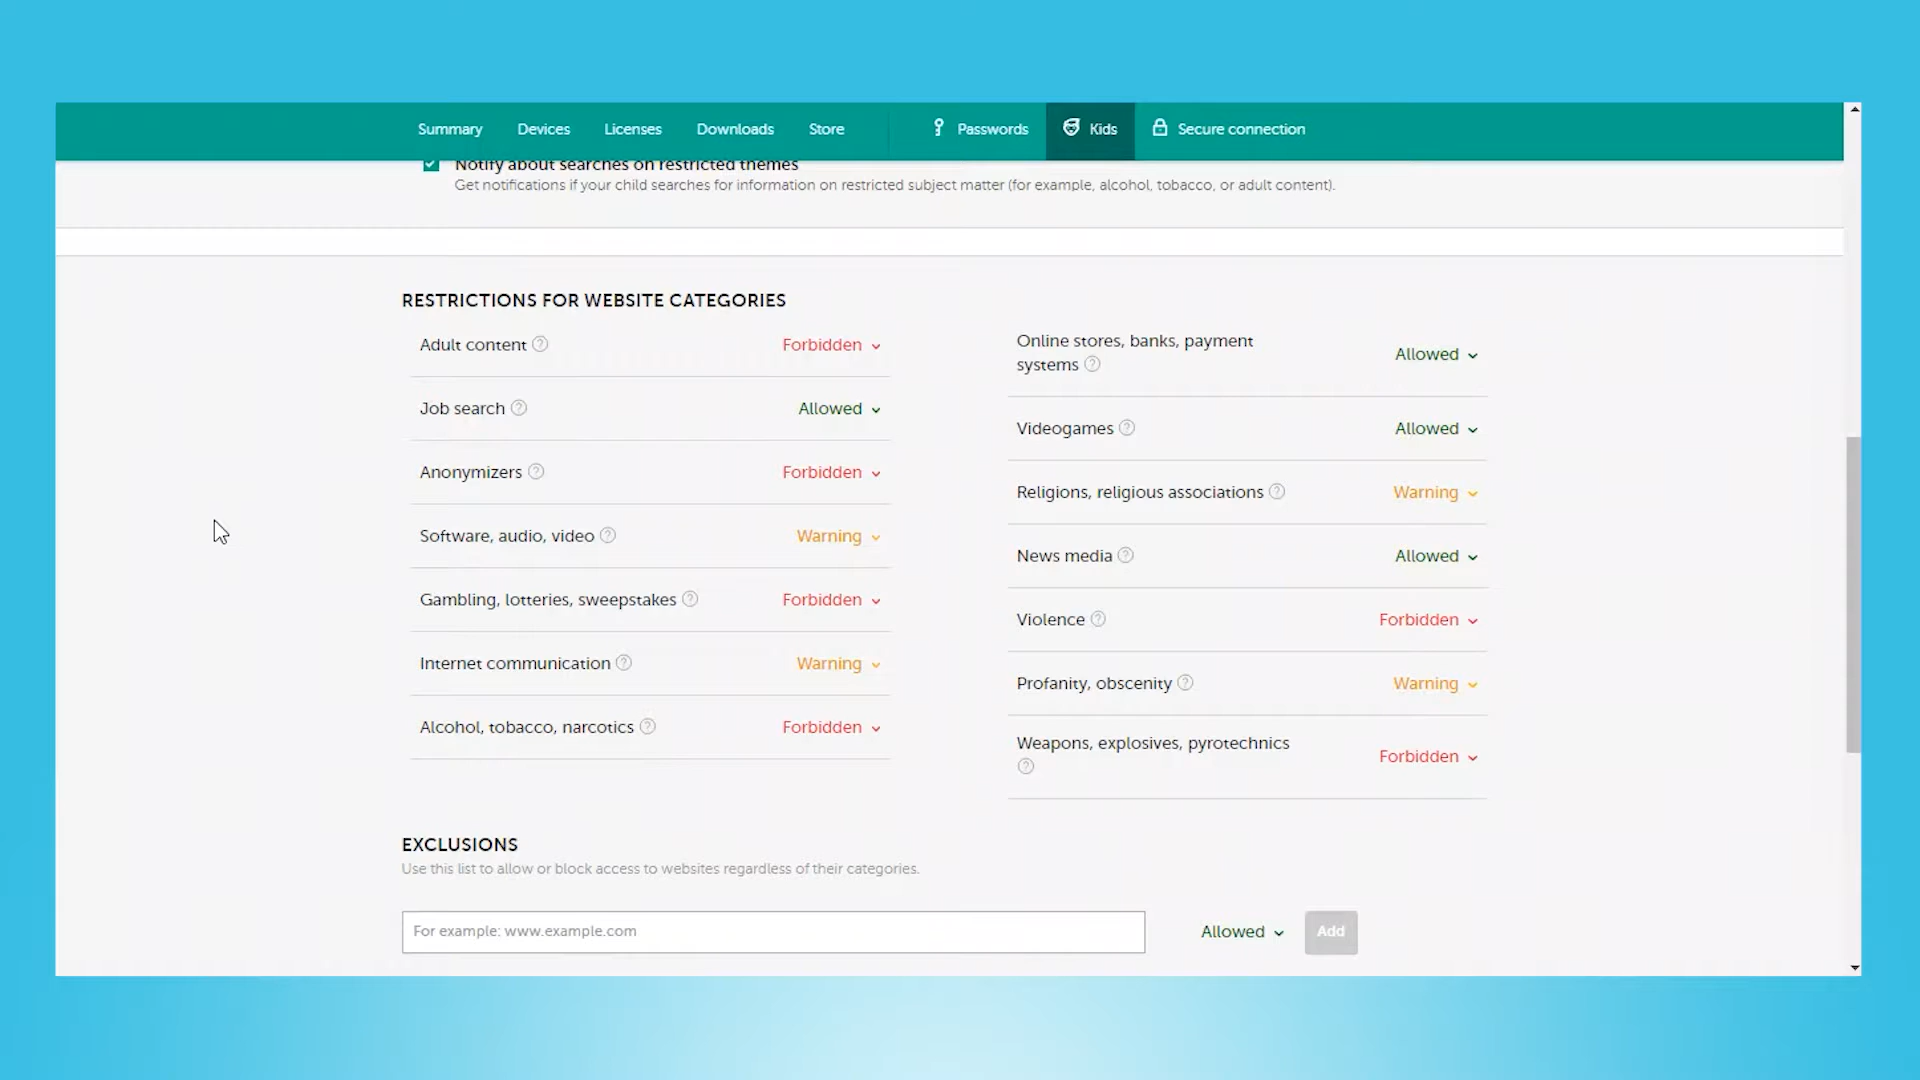 Summary Devices Licenses Downloads Store Passwords Kids Secure connection
Notify about searches on restricted themes
Get notifications if your child searches for information on restricted subject matter (for example, alcohol, tobacco, or adult content).
RESTRICTIONS FOR WEBSITE CATEGORIES
Adult content ? Forbidden
Job search ? Allowed
Anonymizers ? Forbidden
Software, audio, video ? Warning
Gambling, lotteries, sweepstakes ? Forbidden
Internet communication ? Warning
Alcohol, tobacco, narcotics ? Forbidden
Online stores, banks, payment
systems ? Allowed
Videogames ? Allowed
Religions, religious associations ? Warning
News media ? Allowed
Violence ? Forbidden
Profanity, obscenity ? Warning
Weapons, explosives, pyrotechnics
? Forbidden
EXCLUSIONS
Use this list to allow or block access to websites regardless of their categories.
For example: www.example.com Allowed Add